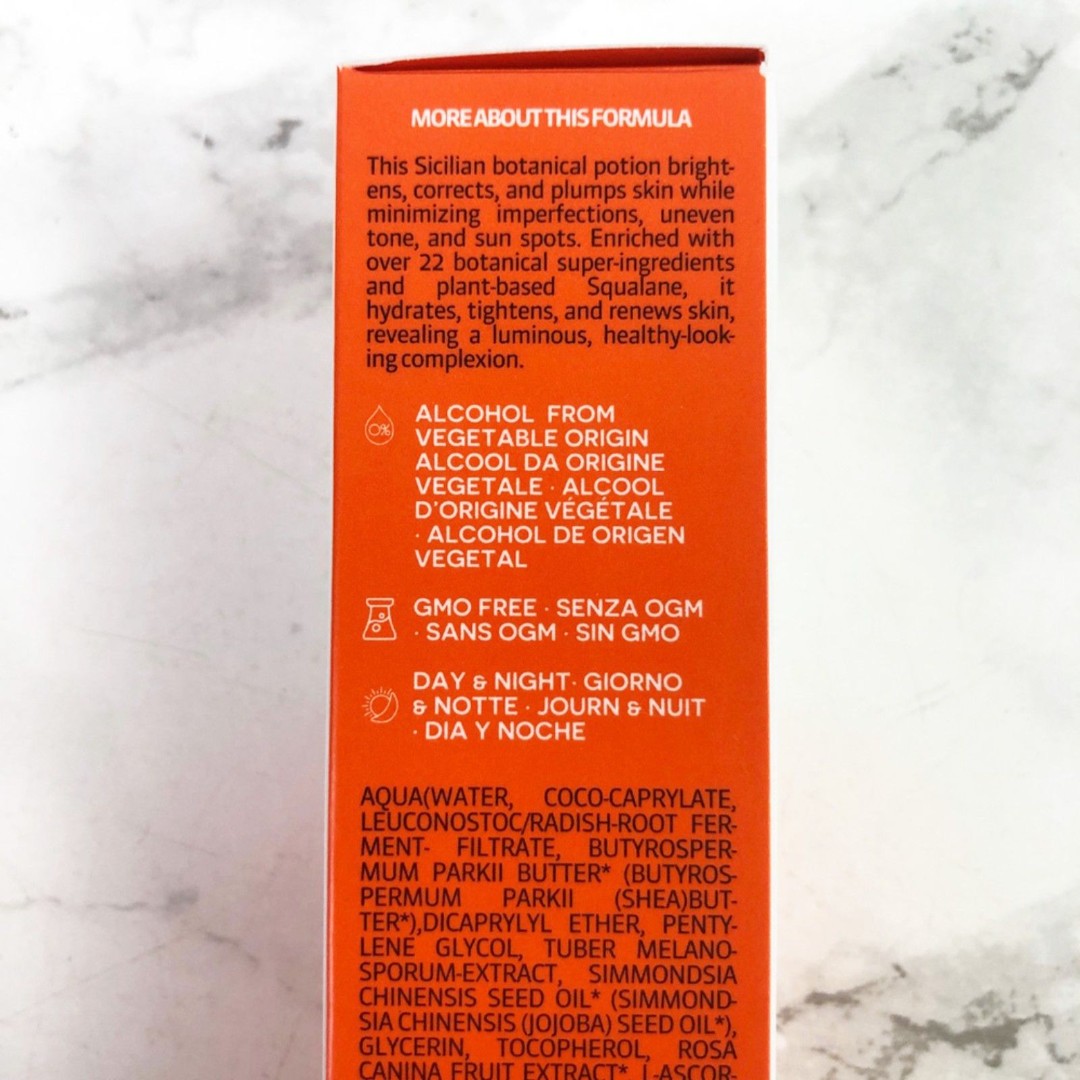 MORE ABOUT THIS FORMULA
This Sicilian botanical potion bright-
ens, corrects, and plumps skin while
minimizing imperfections, uneven
tone, and sun spots. Enriched with
over 22 botanical super-ingredients
and plant-based Squalane, it
hydrates, tightens, and renews skin,
revealing a luminous, healthy-look-
ing complexion.
0%
ALCOHOL FROM
VEGETABLE ORIGIN
ALCOOL DA ORIGINE
VEGETALE · ALCOOL
D'ORIGINE VÉGÉTALE
· ALCOHOL DE ORIGEN
VEGETAL
GMO FREE · SENZA OGM
· SANS OGM · SIN GMO
DAY & NIGHT· GIORNO
& NOTTE · JOURN & NUIT
· DIA Y NOCHE
AQUA(WATER, COCO-CAPRYLATE,
LEUCONOSTOC/RADISH-ROOT FER-
MENT- FILTRATE, BUTYROSPER-
MUM PARKII BUTTER* (BUTYROS-
PERMUM PARKII (SHEA)BUT-
TER*),DICAPRYLYL ETHER, PENTY-
LENE GLYCOL, TUBER MELANO-
SPORUM-EXTRACT, SIMMONDSIA
CHINENSIS SEED OIL* (SIMMOND-
SIA CHINENSIS (JOJOBA) SEED OIL*),
GLYCERIN, TOCOPHEROL, ROSA
CANINA FRUIT EXTRACT* L-ASCOR-